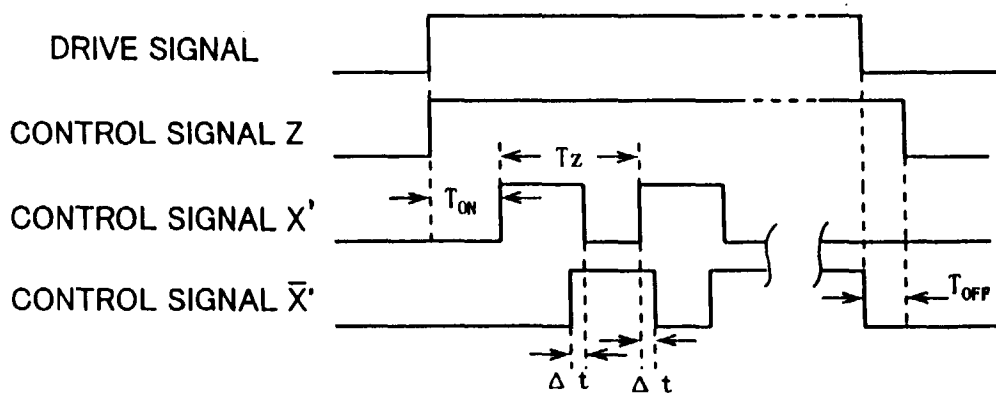 DRIVE SIGNAL
CONTROL SIGNAL Z
Tz
CONTROL SIGNAL X'
TON
CONTROL SIGNAL X̅'
TOFF
Δ t
Δ t